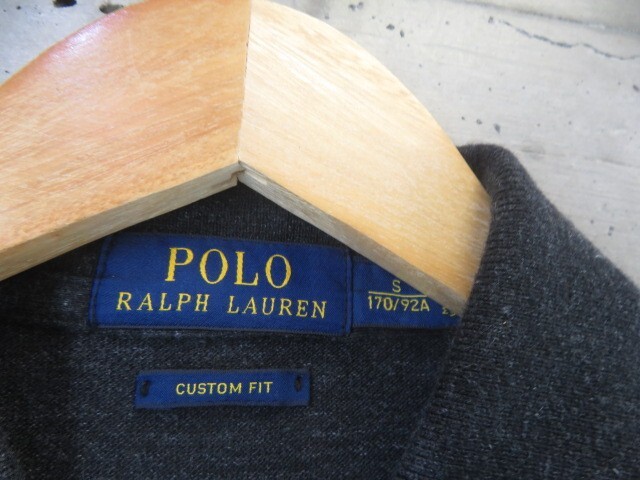 POLO
RALPH LAUREN
S
170/92A
CUSTOM FIT